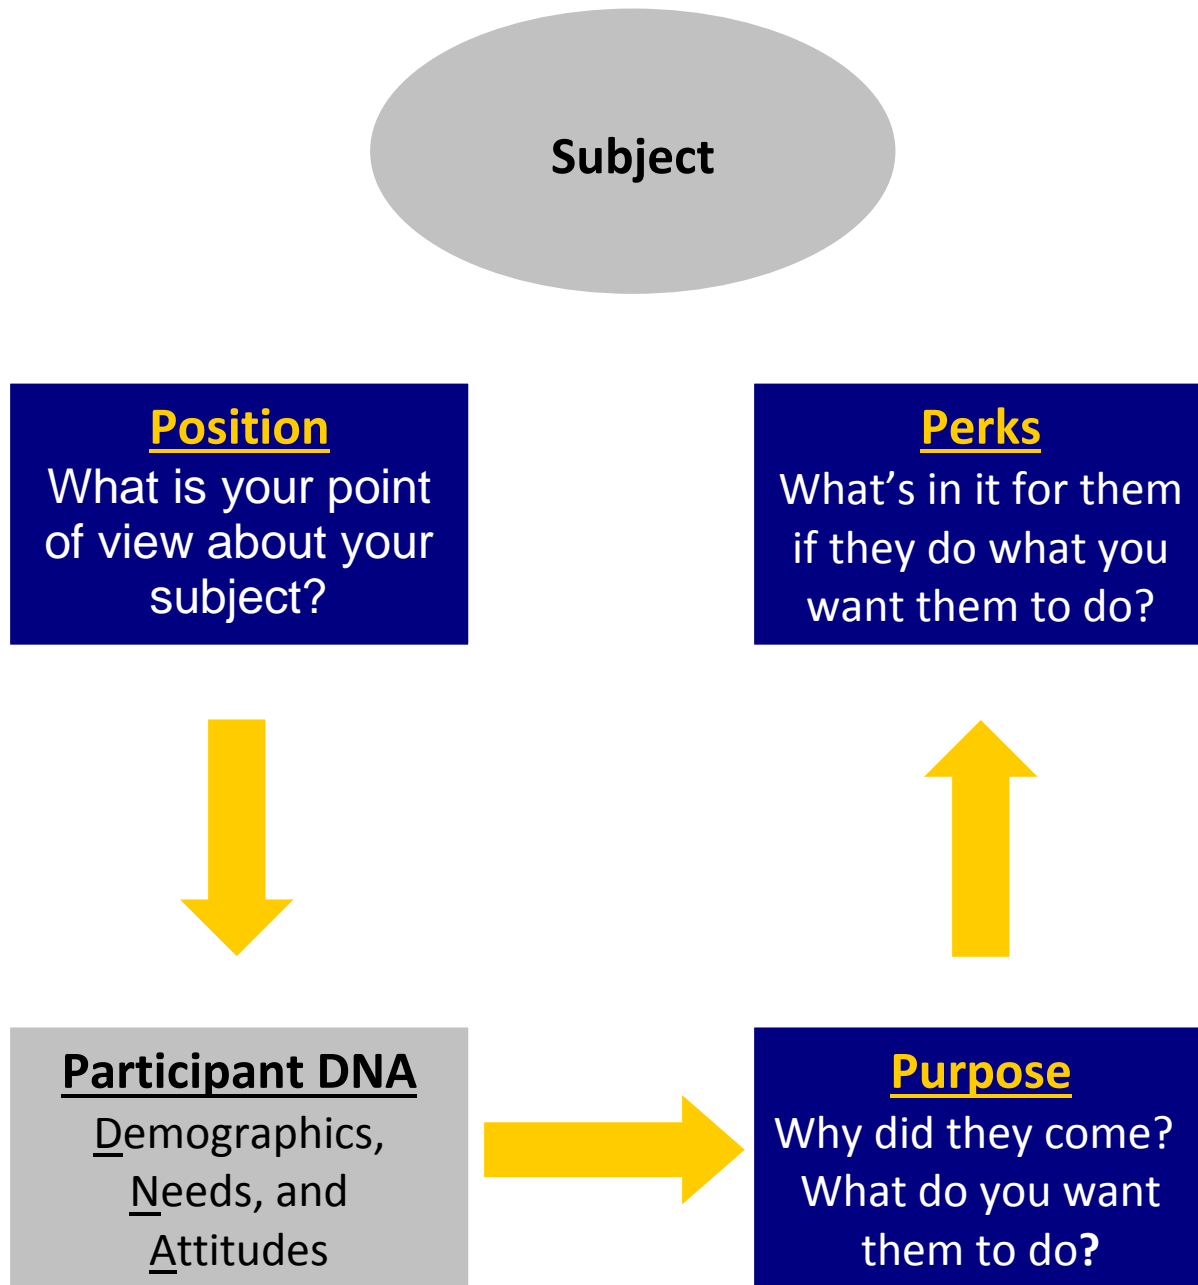 Subject
Position
What is your point
of view about your
subject?
Perks
What’s in it for them
if they do what you
want them to do?
Participant DNA
Demographics,
Needs, and
Attitudes
Purpose
Why did they come?
What do you want
them to do?